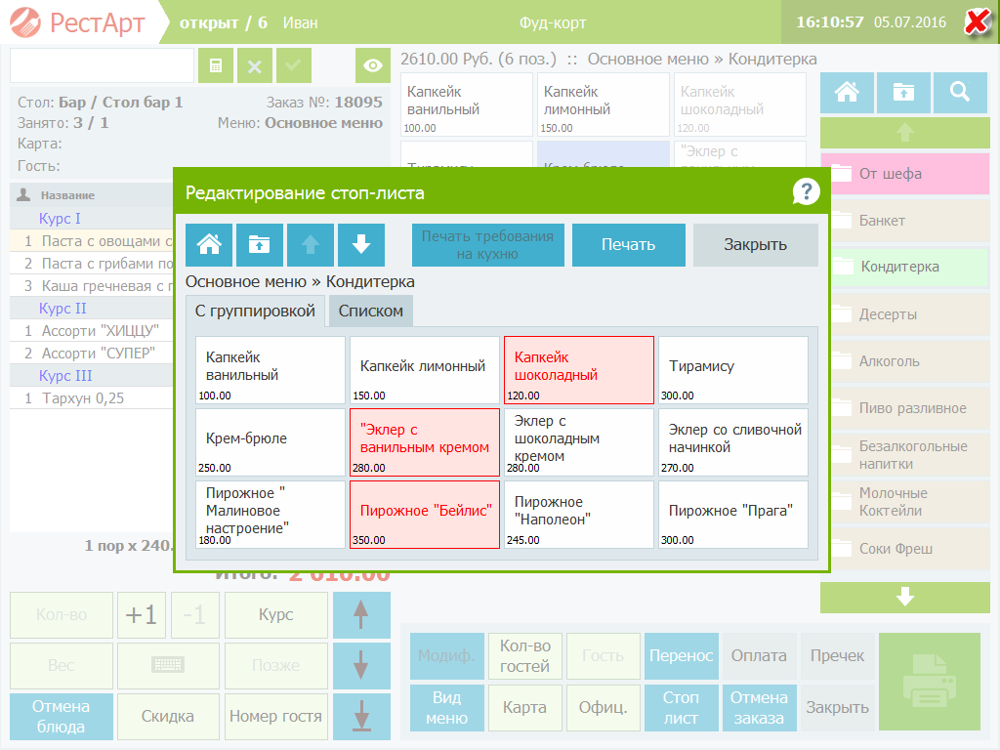 РестАрт
открыт / 6 Иван
Фуд-корт
16:10:57 05.07.2016
2610.00 Руб. (6 поз.) :: Основное меню » Кондитерка
Стол: Бар / Стол бар 1
Заказ №: 18095
Занято: 3 / 1
Меню: Основное меню
Карта:
Гость:
Название
Курс I
1 Паста с овощами с
2 Паста с грибами по
3 Каша гречневая с г
Курс II
1 Ассорти "ХИЦЦУ"
2 Ассорти "СУПЕР"
Курс III
1 Тархун 0,25
1 пор x 240.
Итого: 2 610.00
Капкейк
ванильный
100.00
Капкейк
лимонный
150.00
Капкейк
шоколадный
120.00
Тирамису
Крем-брюле
"Эклер с
ванильным
Редактирование стоп-листа
?
Печать требования
на кухню
Печать
Закрыть
Основное меню » Кондитерка
С группировкой
Списком
Капкейк
ванильный
100.00
Капкейк лимонный
150.00
Капкейк
шоколадный
120.00
Тирамису
300.00
Крем-брюле
250.00
"Эклер с
ванильным кремом
280.00
Эклер с
шоколадным
кремом
280.00
Эклер со сливочной
начинкой
270.00
Пирожное "
Малиновое
настроение"
180.00
Пирожное "Бейлис"
350.00
Пирожное
"Наполеон"
245.00
Пирожное "Прага"
300.00
От шефа
Банкет
Кондитерка
Десерты
Алкоголь
Пиво разливное
Безалкогольные
напитки
Молочные
Коктейли
Соки Фреш
Кол-во
+1
-1
Курс
Вес
Позже
Отмена
блюда
Скидка
Номер гостя
Модиф.
Кол-во
гостей
Гость
Перенос
Оплата
Пречек
Вид
меню
Карта
Офиц.
Стоп
лист
Отмена
заказа
Закрыть